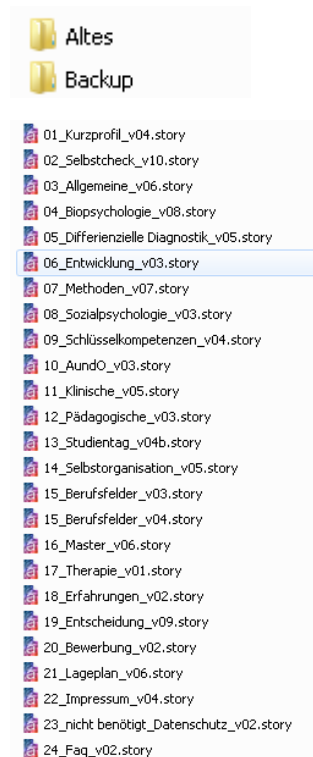 Altes
Backup
01_Kurzprofil_v04.story
02_Selbstcheck_v10.story
03_Allgemeine_v06.story
04_Biopsychologie_v08.story
05_Differienzielle Diagnostik_v05.story
06_Entwicklung_v03.story
07_Methoden_v07.story
08_Sozialpsychologie_v03.story
09_Schlüsselkompetenzen_v04.story
10_AundO_v03.story
11_Klinische_v05.story
12_Pädagogische_v03.story
13_Studientag_v04b.story
14_Selbstorganisation_v05.story
15_Berufsfelder_v03.story
15_Berufsfelder_v04.story
16_Master_v06.story
17_Therapie_v01.story
18_Erfahrungen_v02.story
19_Entscheidung_v09.story
20_Bewerbung_v02.story
21_Lageplan_v06.story
22_Impressum_v04.story
23_nicht benötigt_Datenschutz_v02.story
24_Faq_v02.story